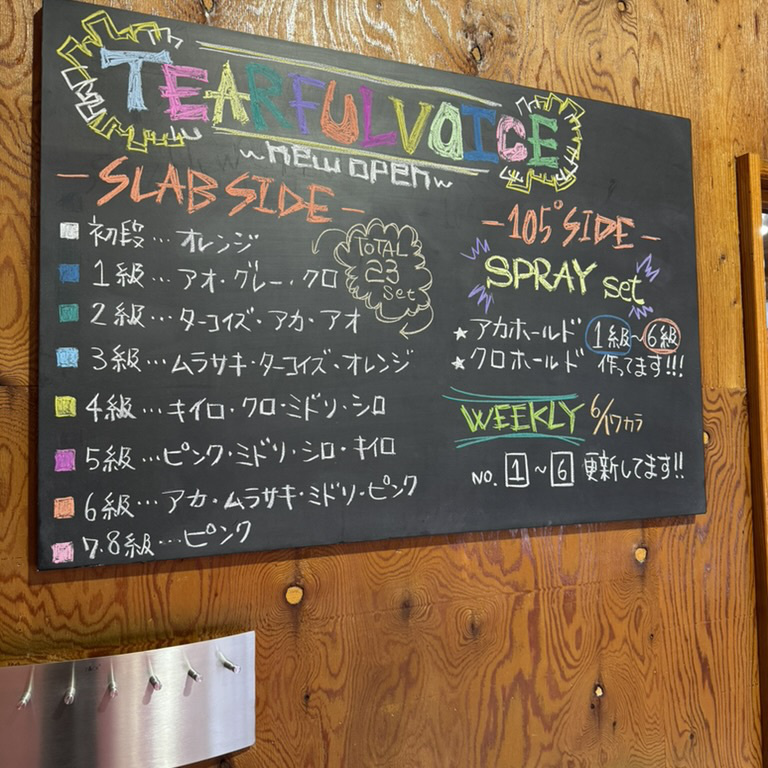 TEARFULVOICE
~new open~
-SLAB SIDE-
初段…オレンジ
1級…アオ・グレー・クロ
2級…ターコイズ・アカ・アオ
3級…ムラサキ・ターコイズ・オレンジ
4級…キイロ・クロ・ミドリ・シロ
5級…ピンク・ミドリ・シロ・キイロ
6級…アカ・ムラサキ・ミドリ・ピンク
7.8級…ピンク
TOTAL
23
set
-105°SIDE-
SPRAY set
★アカホールド 1級~6級
★クロホールド 作ってます!!!
WEEKLY 6/17カラ
NO. 1~6 更新してます!!